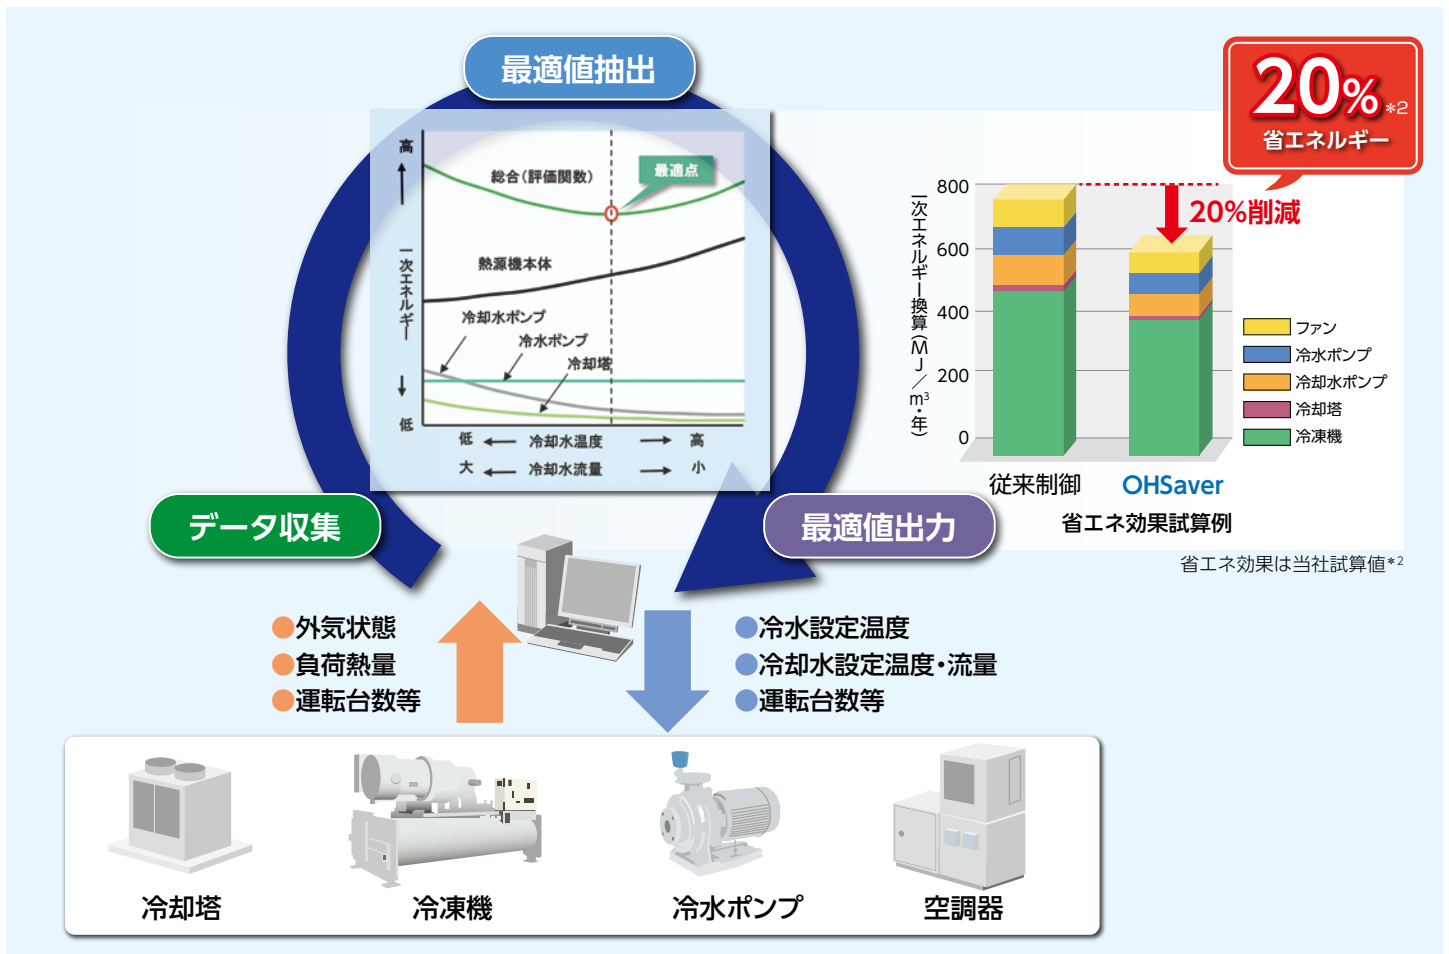 最適値抽出
高
一次エネルギー
低
総合(評価関数)
最適点
熱源機本体
冷却水ポンプ
冷水ポンプ
冷却塔
低 冷却水温度 高
大 冷却水流量 小
データ収集
最適値出力
●外気状態
●負荷熱量
●運転台数等
●冷水設定温度
●冷却水設定温度・流量
●運転台数等
冷却塔
冷凍機
冷水ポンプ
空調器
20%*2
省エネルギー
一次エネルギー換算(MJ/m³・年)
800
600
400
200
0
20%削減
ファン
冷水ポンプ
冷却水ポンプ
冷却塔
冷凍機
従来制御
OHSaver
省エネ効果試算例
省エネ効果は当社試算値*2